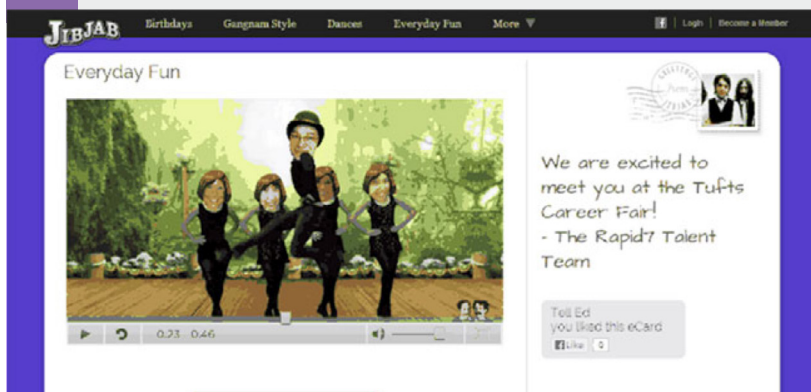 JIBJAB
Birthdays Gangnam Style Dances Everyday Fun More
Login | Become a Member
Everyday Fun
We are excited to
meet you at the Tufts
Career Fair!
- The Rapid7 Talent
Team
0:23 0:46
Tell Ed
you liked this eCard
Like 0